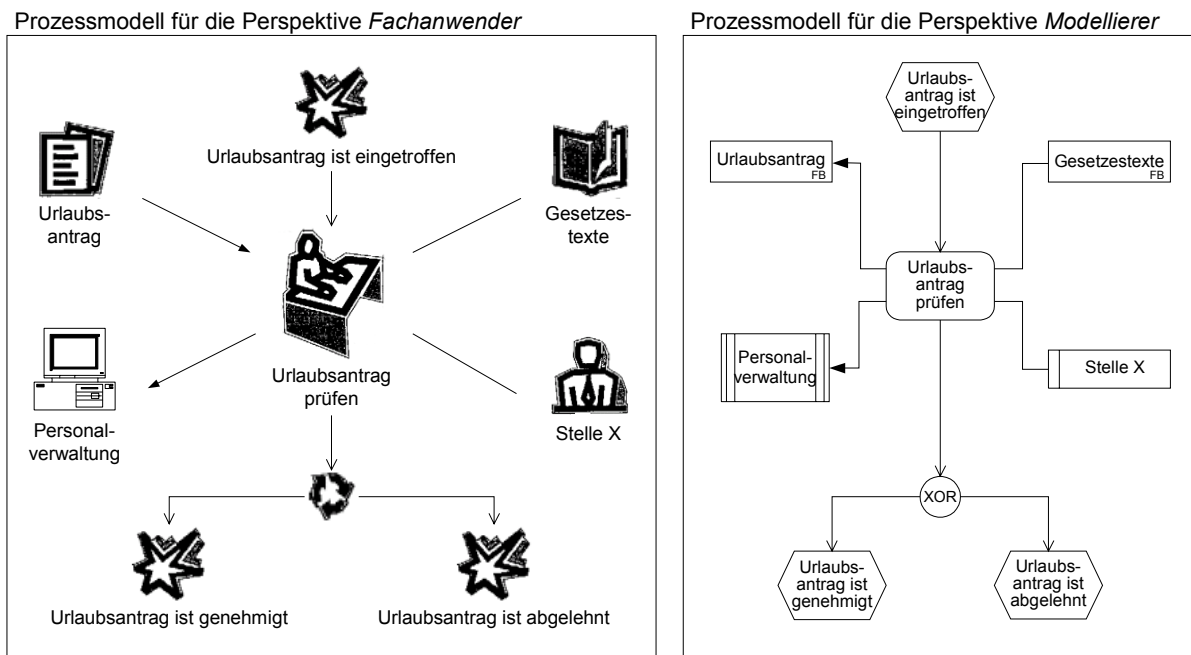 Prozessmodell für die Perspektive Fachanwender
Urlaubsantrag ist eingetroffen
Urlaubs-
antrag
Gesetzes-
texte
Urlaubsantrag
prüfen
Personal-
verwaltung
Stelle X
Urlaubsantrag ist genehmigt
Urlaubsantrag ist abgelehnt
Prozessmodell für die Perspektive Modellierer
Urlaubs-
antrag ist
eingetroffen
Urlaubsantrag
FB
Gesetzestexte
FB
Urlaubs-
antrag
prüfen
Personal-
verwaltung
Stelle X
XOR
Urlaubs-
antrag ist
genehmigt
Urlaubs-
antrag ist
abgelehnt